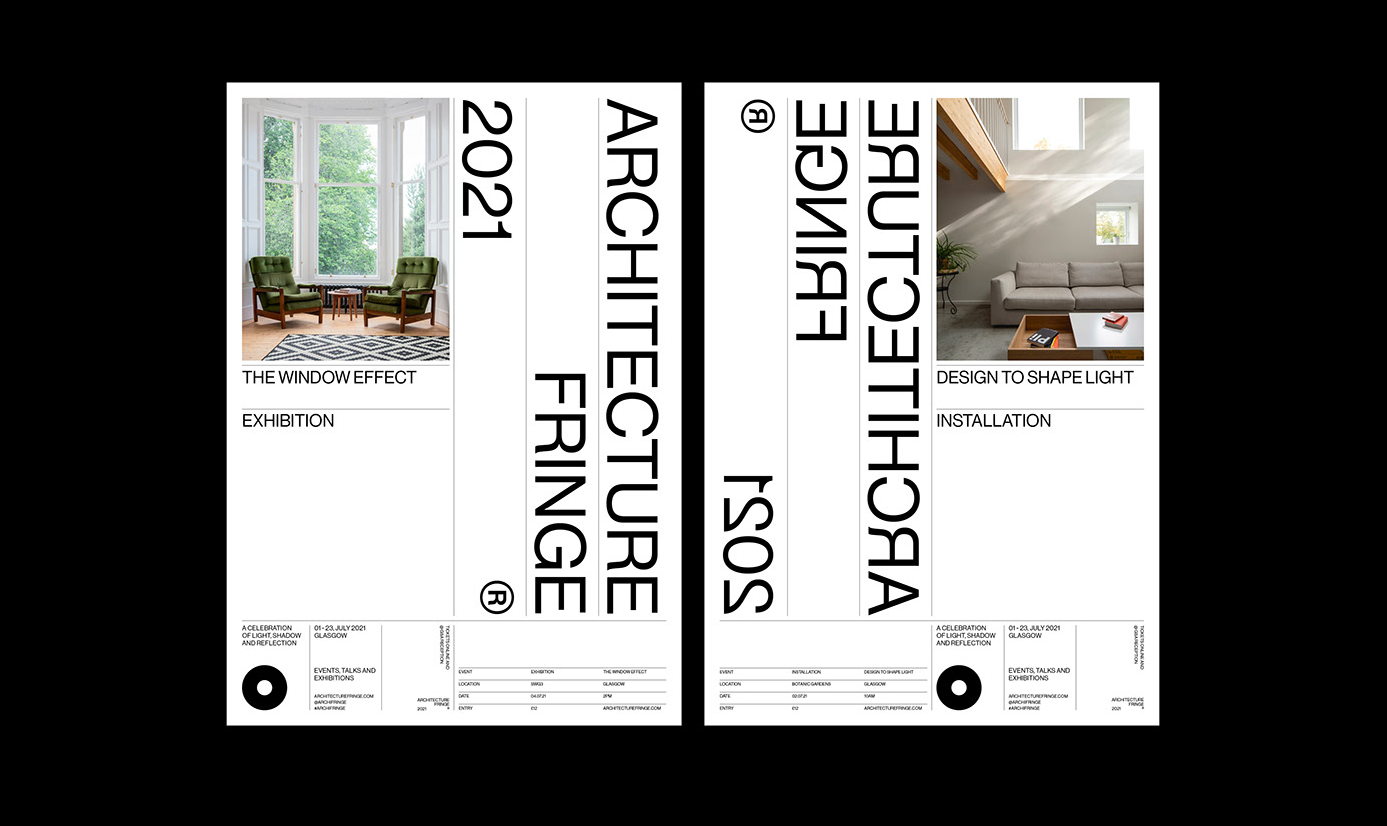 THE WINDOW EFFECT
EXHIBITION
2021
®
FRINGE
ARCHITECTURE
A CELEBRATION
OF LIGHT, SHADOW
AND REFLECTION
01 - 23, JULY 2021
GLASGOW
EVENTS, TALKS AND
EXHIBITIONS
ARCHITECTUREFRINGE.COM
@ARCHIFRINGE
#ARCHIFRINGE
TICKETS ONLINE AND
ARCHITECTURE
FRINGE
2021
EVENT EXHIBITION THE WINDOW EFFECT
LOCATION SWG3 GLASGOW
DATE 04.07.21 2PM
ENTRY £12 ARCHITECTUREFRINGE.COM
®
2021
FRINGE
ARCHITECTURE
DESIGN TO SHAPE LIGHT
INSTALLATION
EVENT INSTALLATION DESIGN TO SHAPE LIGHT
LOCATION BOTANIC GARDENS GLASGOW
DATE 02.07.21 10AM
ENTRY £12 ARCHITECTUREFRINGE.COM
A CELEBRATION
OF LIGHT, SHADOW
AND REFLECTION
01 - 23, JULY 2021
GLASGOW
EVENTS, TALKS AND
EXHIBITIONS
ARCHITECTUREFRINGE.COM
@ARCHIFRINGE
#ARCHIFRINGE
TICKETS ONLINE AND
ARCHITECTURE
FRINGE
2021